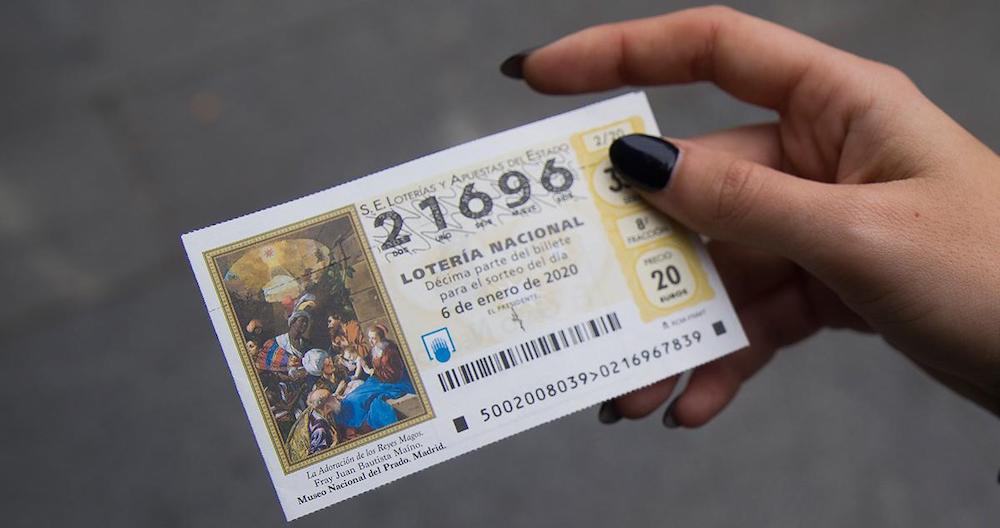 S.E. LOTERÍAS Y APUESTAS DEL ESTADO
21696
DOS UNO SEIS NUEVE SEIS
LOTERÍA NACIONAL
Décima parte del billete
para el sorteo del día
6 de enero de 2020
EL PRESIDENTE,
2/20
8ª
FRACCIÓN
PRECIO
20
EUROS
RCM-FNMT
5002008039>0216967839
La Adoración de los Reyes Magos.
Fray Juan Bautista Maíno.
Museo Nacional del Prado. Madrid.